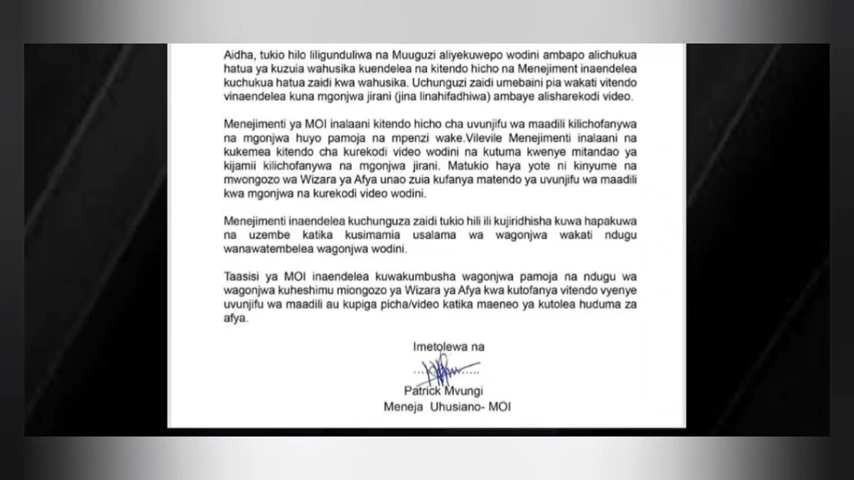 Aidha, tukio hilo liligunduliwa na Muuguzi aliyekuwepo wodini ambapo alichukua
hatua ya kuzuia wahusika kuendelea na kitendo hicho na Menejiment inaendelea
kuchukua hatua zaidi kwa wahusika. Uchunguzi zaidi umebaini pia wakati vitendo
vinaendelea kuna mgonjwa jirani (jina linahifadhiwa) ambaye alisharekodi video.
Menejimenti ya MOI inalaani kitendo hicho cha uvunjifu wa maadili kilichofanywa
na mgonjwa huyo pamoja na mpenzi wake.Vilevile Menejimenti inalaani na
kukemea kitendo cha kurekodi video wodini na kutuma kwenye mitandao ya
kijamii kilichofanywa na mgonjwa jirani. Matukio haya yote ni kinyume na
mwongozo wa Wizara ya Afya unao zuia kufanya matendo ya uvunjifu wa maadili
kwa mgonjwa na kurekodi video wodini.
Menejimenti inaendelea kuchunguza zaidi tukio hili ili kujiridhisha kuwa hapakuwa
na uzembe katika kusimamia usalama wa wagonjwa wakati ndugu
wanawatembelea wagonjwa wodini.
Taasisi ya MOI inaendelea kuwakumbusha wagonjwa pamoja na ndugu wa
wagonjwa kuheshimu miongozo ya Wizara ya Afya kwa kutofanya vitendo vyenye
uvunjifu wa maadili au kupiga picha/video katika maeneo ya kutolea huduma za
afya.
Imetolewa na
Patrick Mvungi
Meneja Uhusiano- MOI